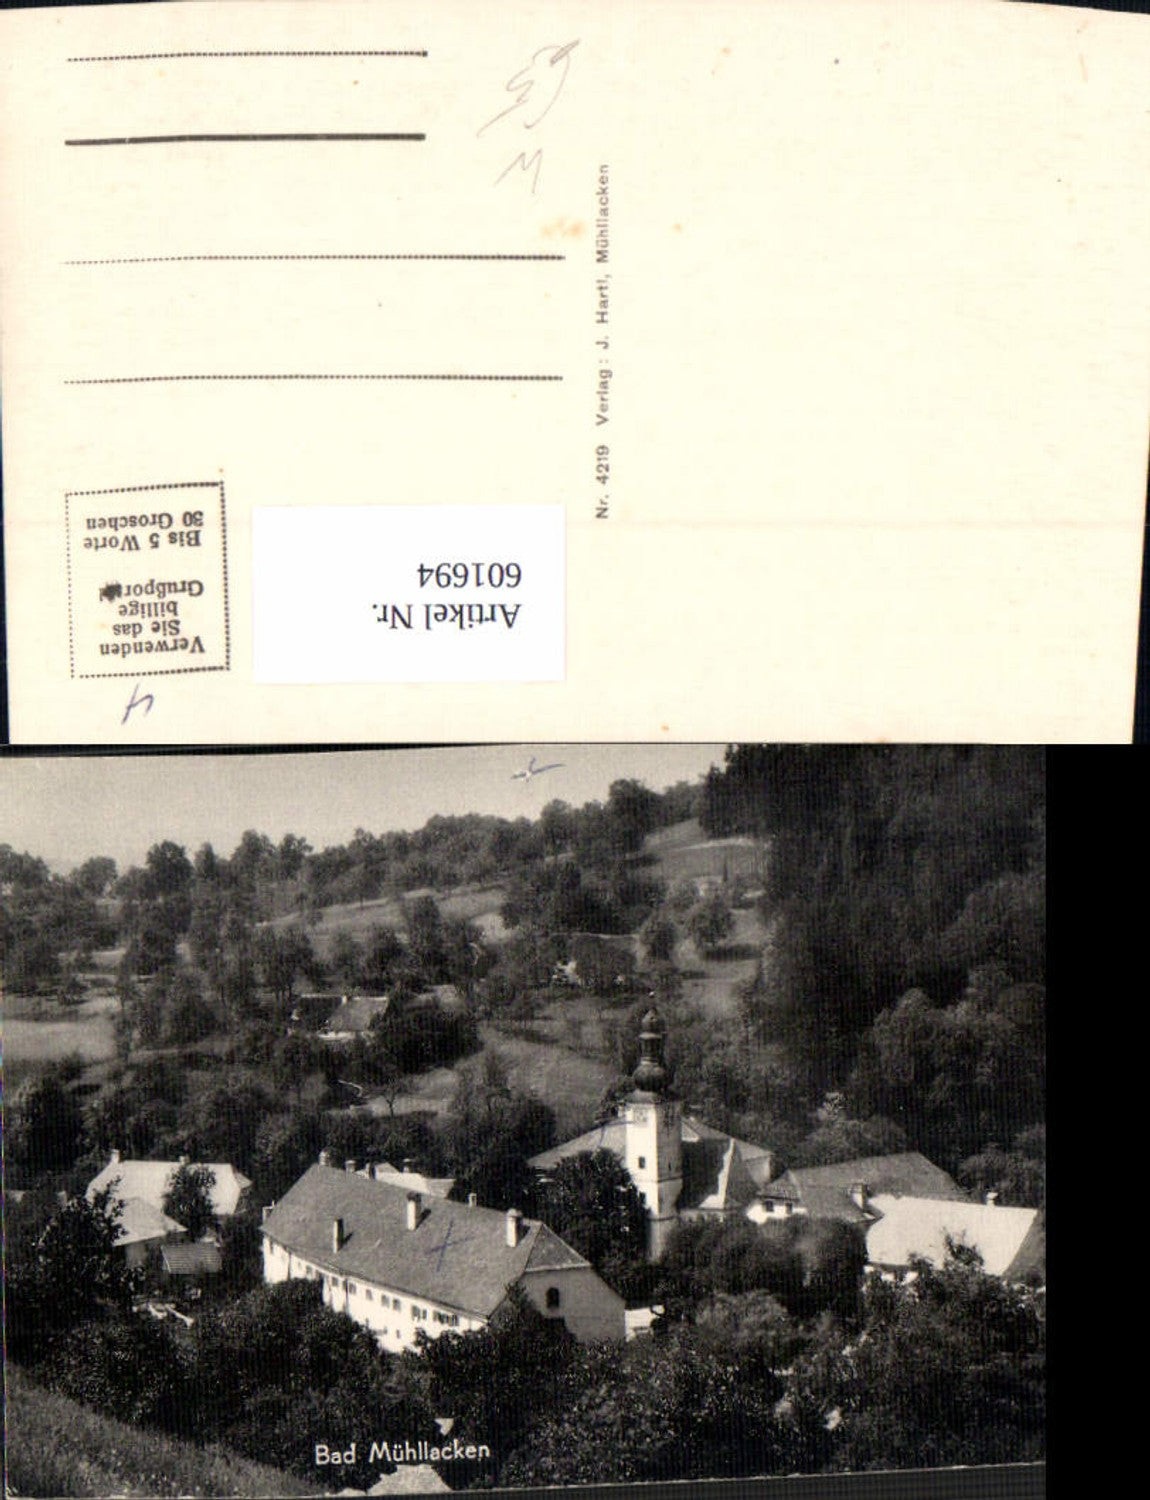 Verwenden
Sie das
billige
Bis 5 Worte
30 Groschen
Artikel Nr.
601694
Nr. 4219 Verlag: J. Hartl, Mühllacken
Bad Mühllacken